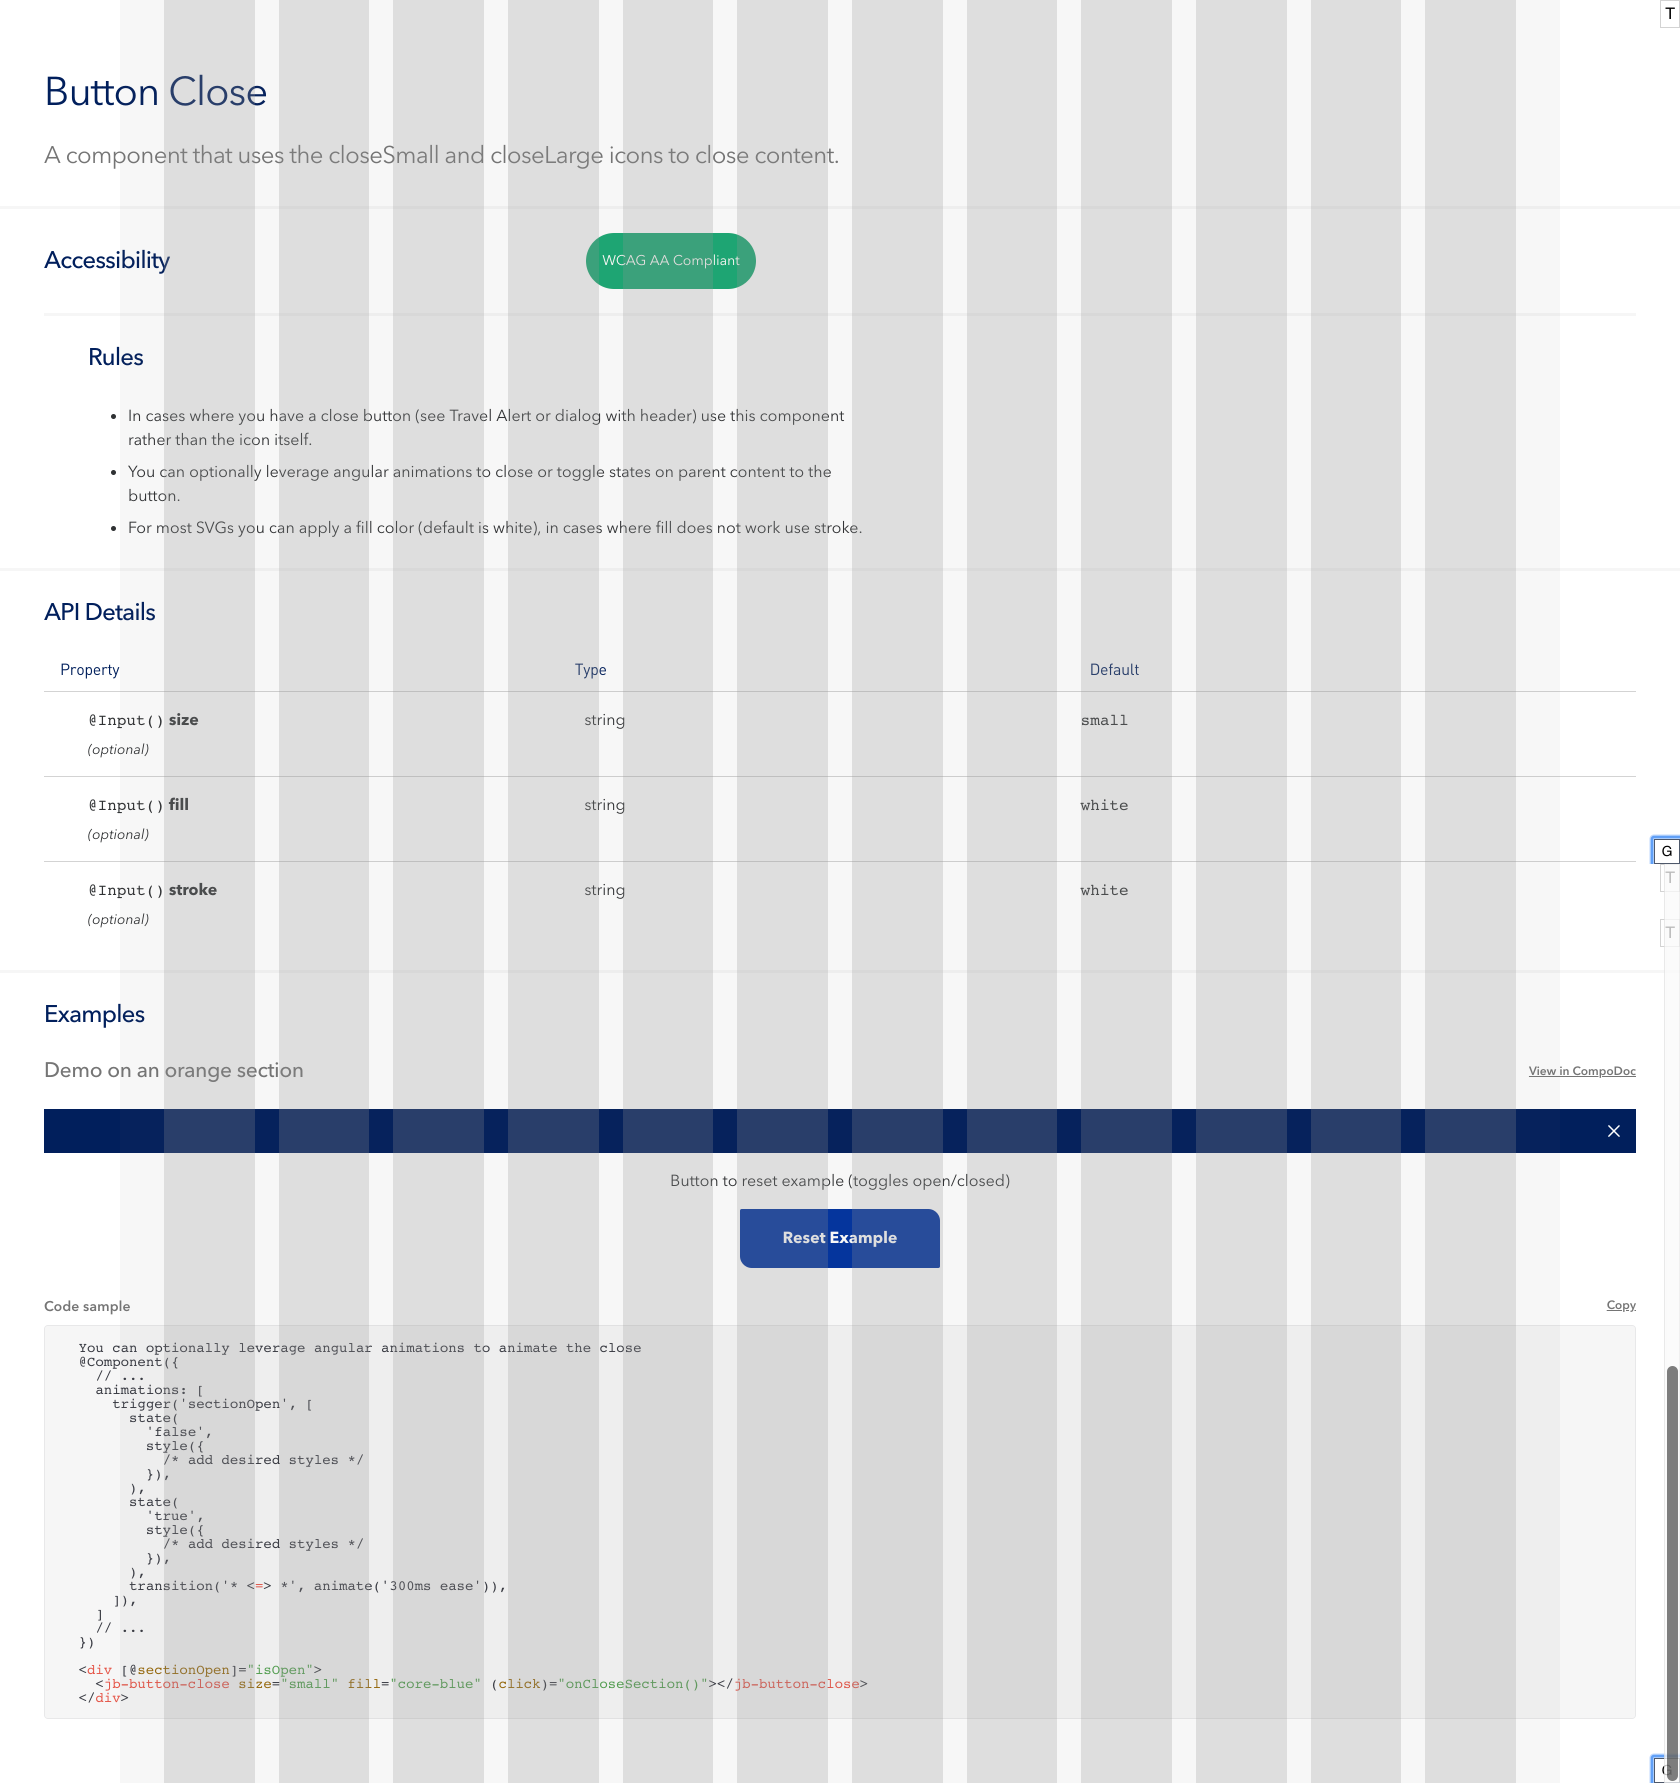 T
Button Close
A component that uses the closeSmall and closeLarge icons to close content.
Accessibility
WCAG AA Compliant
Rules
• In cases where you have a close button (see Travel Alert or dialog with header) use this component
rather than the icon itself.
• You can optionally leverage angular animations to close or toggle states on parent content to the
button.
• For most SVGs you can apply a fill color (default is white), in cases where fill does not work use stroke.
API Details
Property Type Default
@Input() size string small
(optional)
@Input() fill string white
(optional)
G
T
@Input() stroke string white
(optional)
T
Examples
Demo on an orange section
View in CompoDoc
Button to reset example (toggles open/closed)
Reset Example
Code sample
Copy
You can optionally leverage angular animations to animate the close
@Component({
  // ...
  animations: [
    trigger('sectionOpen', [
      state(
        'false',
        style({
          /* add desired styles */
        }),
      ),
      state(
        'true',
        style({
          /* add desired styles */
        }),
      ),
      transition('* <=> *', animate('300ms ease')),
    ]),
  ]
  // ...
})
<div [@sectionOpen]="isOpen">
  <jb-button-close size="small" fill="core-blue" (click)="onCloseSection()"></jb-button-close>
</div>
G